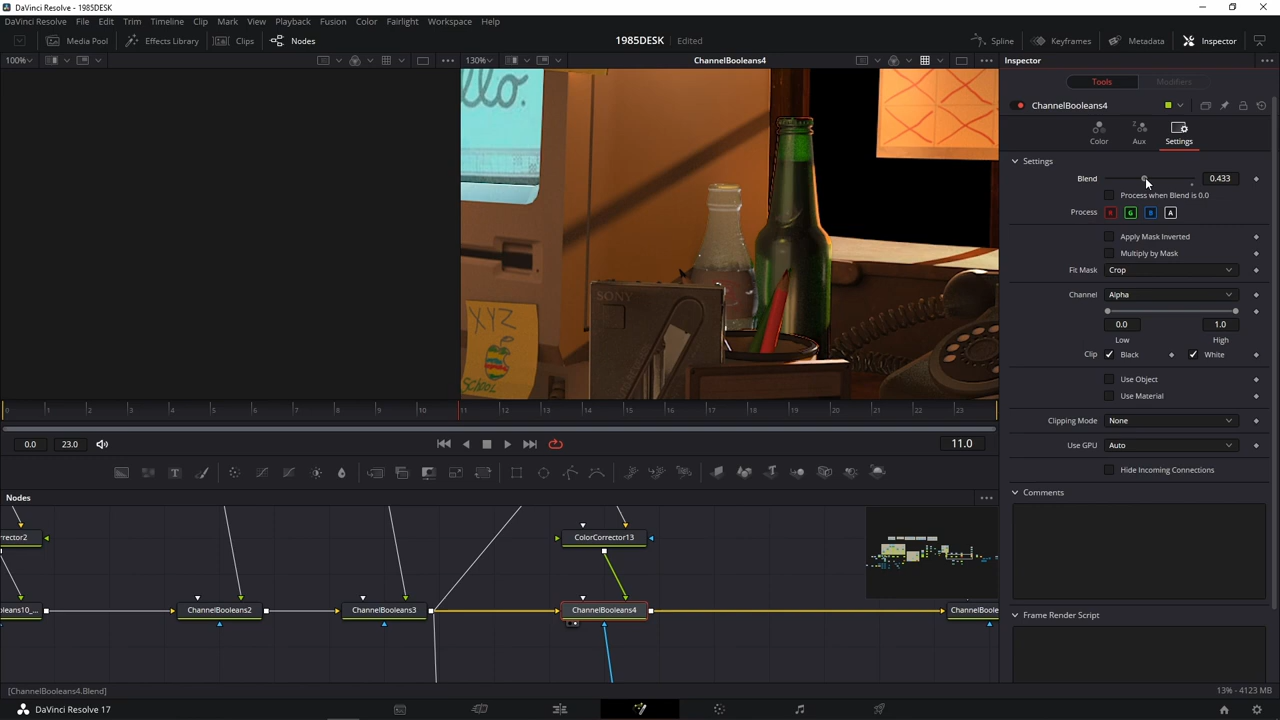 DaVinci Resolve - 1985DESK
DaVinci Resolve File Edit Trim Timeline Clip Mark View Playback Fusion Color Fairlight Workspace Help
Media Pool Effects Library Clips Nodes 1985DESK Edited Spline Keyframes Metadata Inspector
100% 130% ChannelBooleans4 Inspector
Tools Modifiers
ChannelBooleans4
Color Aux Settings
Settings
Blend 0.433
Process when Blend is 0.0
Process R G B A
Apply Mask Inverted
Multiply by Mask
Fit Mask Crop
Channel Alpha
0.0 1.0
Low High
Clip Black White
Use Object
Use Material
Clipping Mode None
Use GPU Auto
Hide Incoming Connections
Comments
Frame Render Script
llo.
SONY
XYZ
SCHOOL
0 1 2 3 4 5 6 7 8 9 10 11 12 13 14 15 16 17 18 19 20 21 22 23
0.0 23.0 11.0
T
Nodes
rrector2 ColorCorrector13
leans10_... ChannelBooleans2 ChannelBooleans3 ChannelBooleans4 ChannelBoole
[ChannelBooleans4.Blend] 13% - 4123 MB
DaVinci Resolve 17